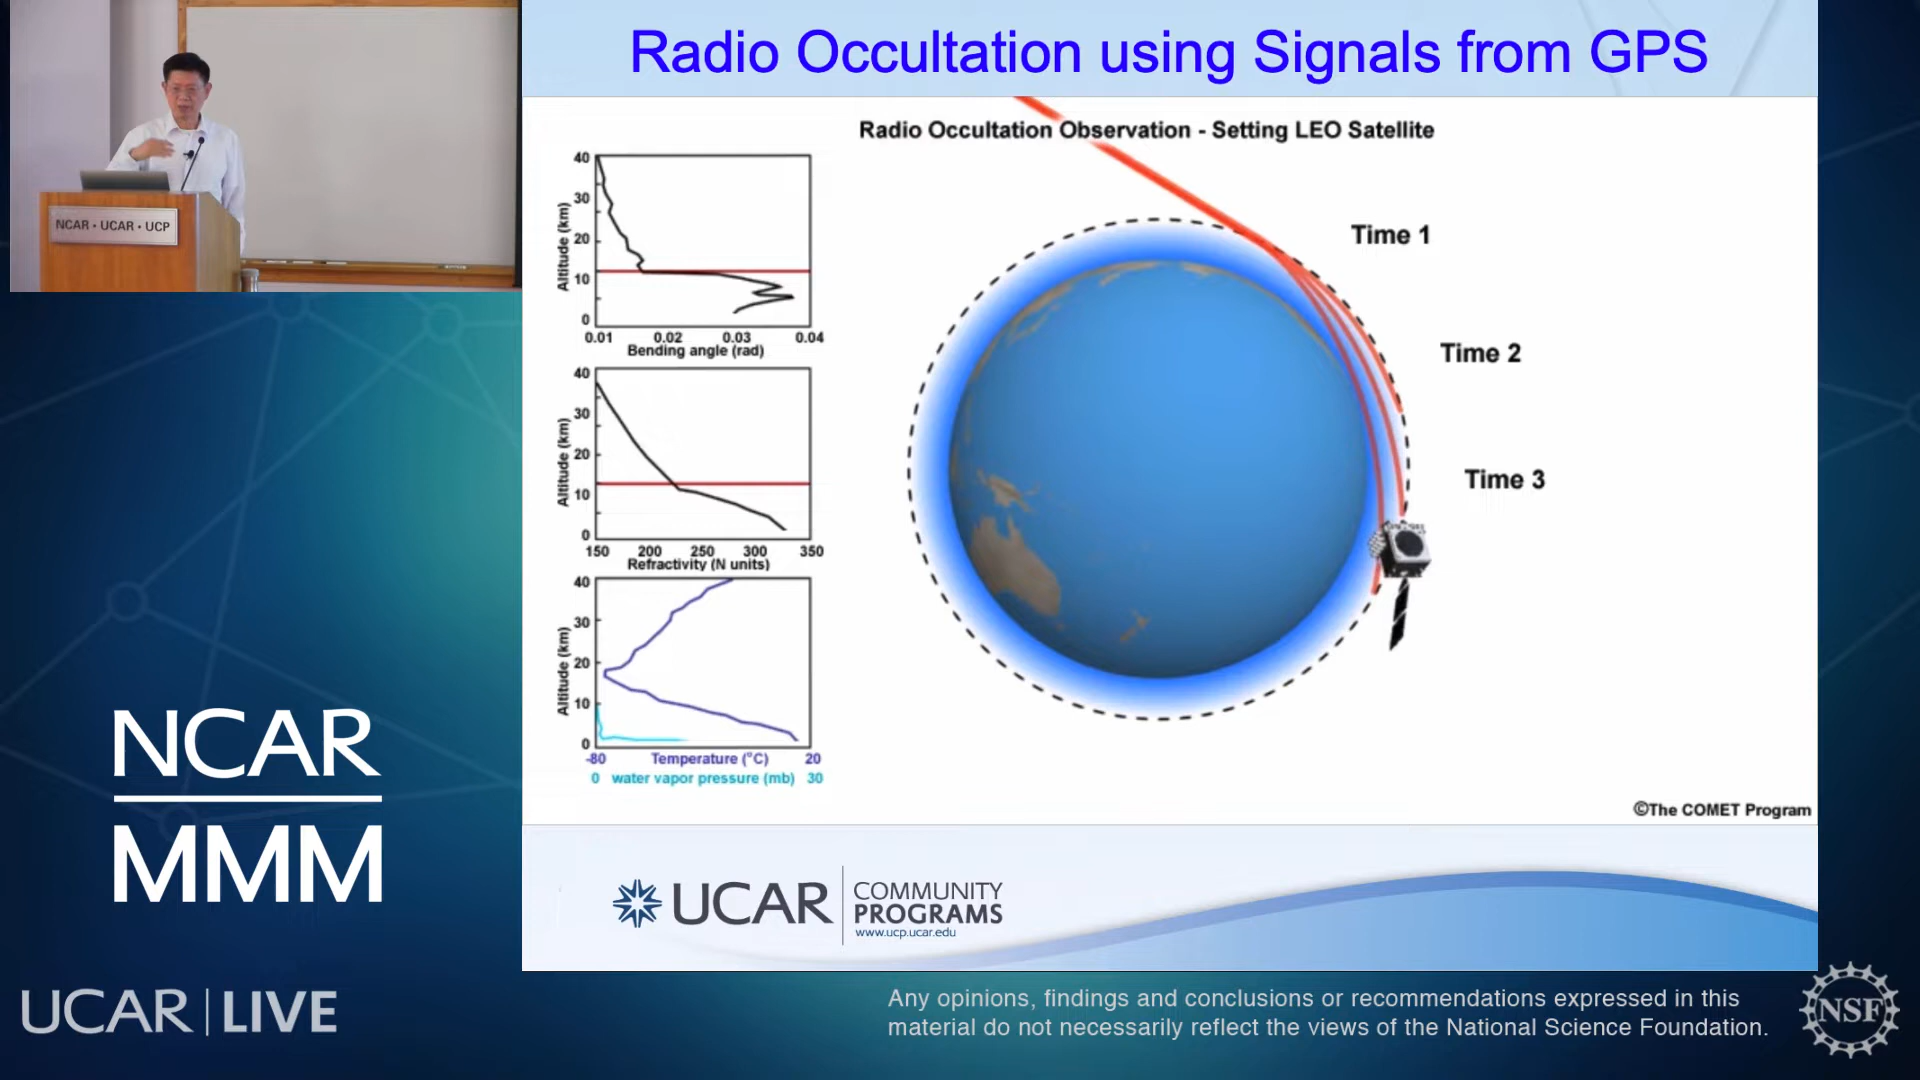 Radio Occultation using Signals from GPS
Radio Occultation Observation - Setting LEO Satellite
NCAR • UCAR • UCP
Time 1
Time 2
Time 3
Altitude (km)
40
30
20
10
0
0.01 0.02 0.03 0.04
Bending angle (rad)
Altitude (km)
40
30
20
10
0
150 200 250 300 350
Refractivity (N units)
Altitude (km)
40
30
20
10
0
-80 Temperature (°C) 20
0 water vapor pressure (mb) 30
©The COMET Program
NCAR
MMM
UCAR COMMUNITY
PROGRAMS
www.ucp.ucar.edu
UCAR | LIVE
Any opinions, findings and conclusions or recommendations expressed in this
material do not necessarily reflect the views of the National Science Foundation.
NSF